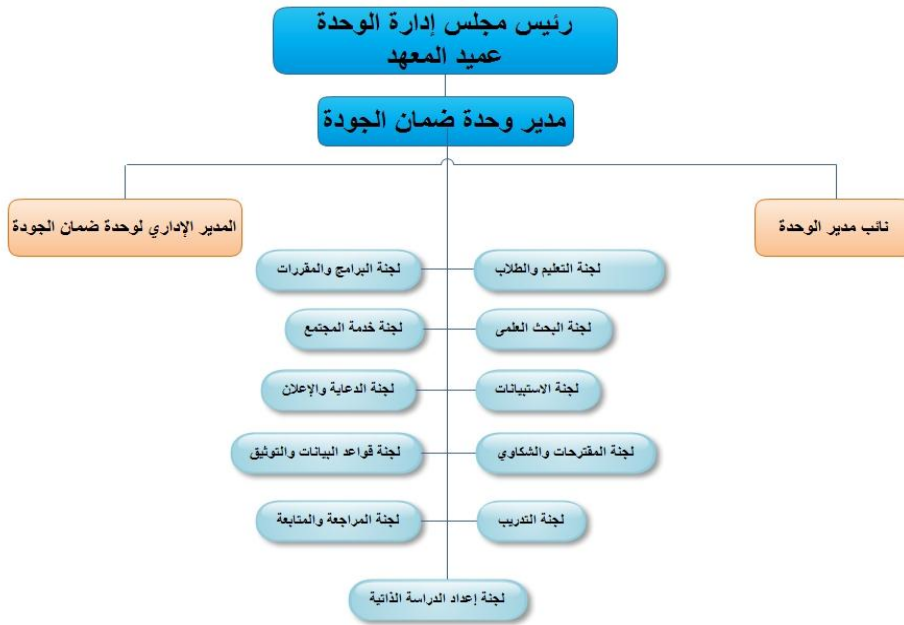 رئيس مجلس إدارة الوحدة
عميد المعهد
مدير وحدة ضمان الجودة
نائب مدير الوحدة
المدير الإداري لوحدة ضمان الجودة
لجنة التعليم والطلاب
لجنة البرامج والمقررات
لجنة البحث العلمى
لجنة خدمة المجتمع
لجنة الاستبيانات
لجنة الدعاية والإعلان
لجنة المقترحات والشكاوي
لجنة قواعد البيانات والتوثيق
لجنة التدريب
لجنة المراجعة والمتابعة
لجنة إعداد الدراسة الذاتية